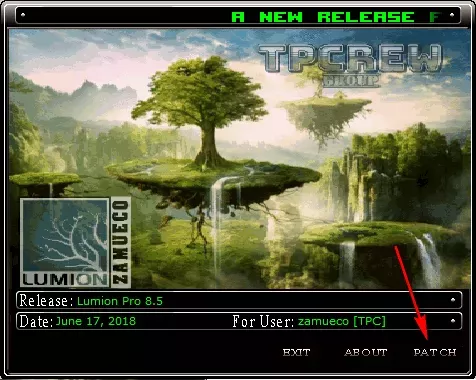 A NEW RELEASE F
TPCREW
GROUP
LUMION
ZAMUECO
Release: Lumion Pro 8.5
Date: June 17, 2018 For User: zamueco [TPC]
EXIT ABOUT PATCH